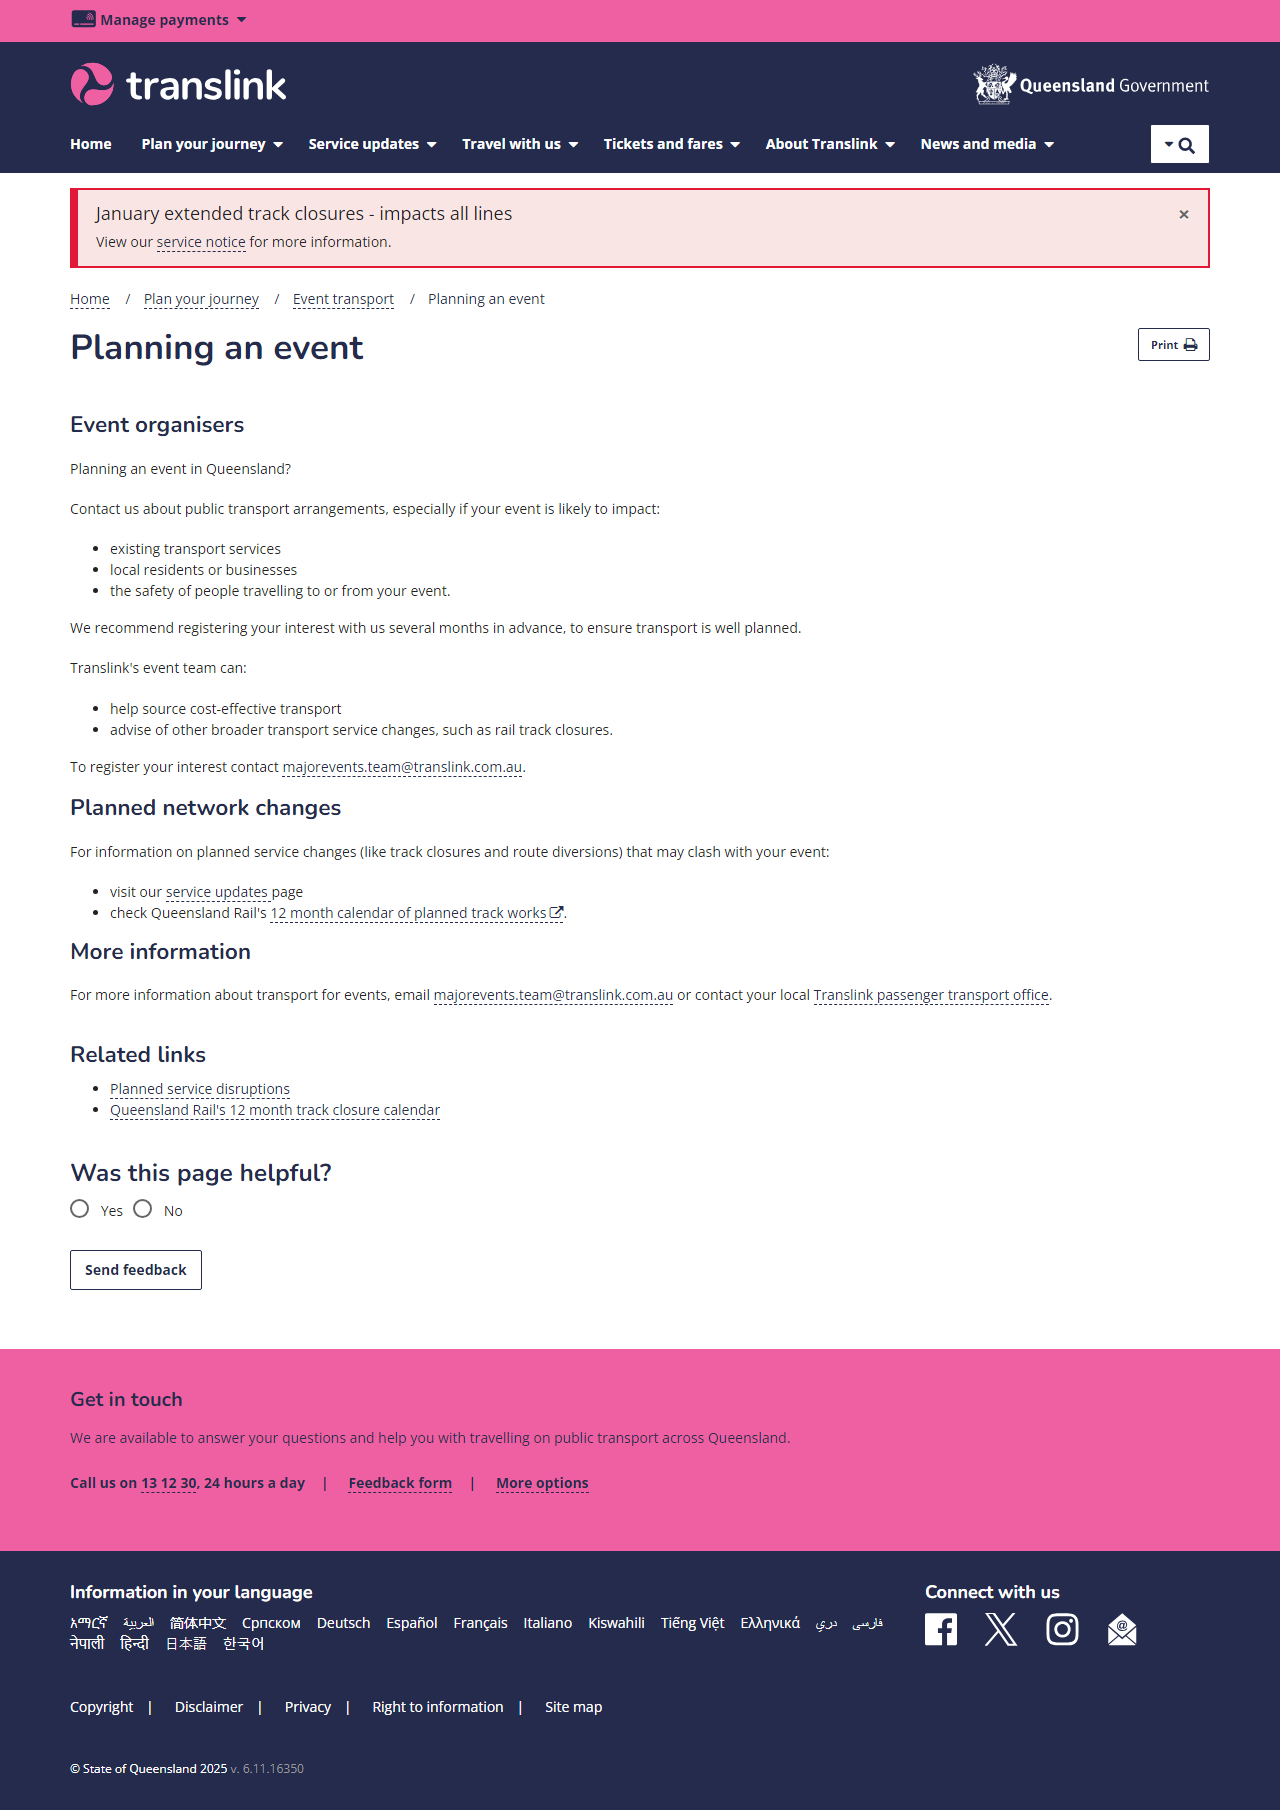 Manage payments
translink
Queensland Government
Home Plan your journey Service updates Travel with us Tickets and fares About Translink News and media
January extended track closures - impacts all lines ×
View our service notice for more information.
Home / Plan your journey / Event transport / Planning an event
Planning an event
Print
Event organisers
Planning an event in Queensland?
Contact us about public transport arrangements, especially if your event is likely to impact:
• existing transport services
• local residents or businesses
• the safety of people travelling to or from your event.
We recommend registering your interest with us several months in advance, to ensure transport is well planned.
Translink's event team can:
• help source cost-effective transport
• advise of other broader transport service changes, such as rail track closures.
To register your interest contact majorevents.team@translink.com.au.
Planned network changes
For information on planned service changes (like track closures and route diversions) that may clash with your event:
• visit our service updates page
• check Queensland Rail's 12 month calendar of planned track works.
More information
For more information about transport for events, email majorevents.team@translink.com.au or contact your local Translink passenger transport office.
Related links
• Planned service disruptions
• Queensland Rail's 12 month track closure calendar
Was this page helpful?
Yes No
Send feedback
Get in touch
We are available to answer your questions and help you with travelling on public transport across Queensland.
Call us on 13 12 30, 24 hours a day | Feedback form | More options
Information in your language
አማርኛ العربية 简体中文 Српском Deutsch Español Français Italiano Kiswahili Tiếng Việt Ελληνικά دري فارسی
नेपाली हिन्दी 日本語 한국어
Connect with us
Copyright | Disclaimer | Privacy | Right to information | Site map
© State of Queensland 2025 v. 6.11.16350